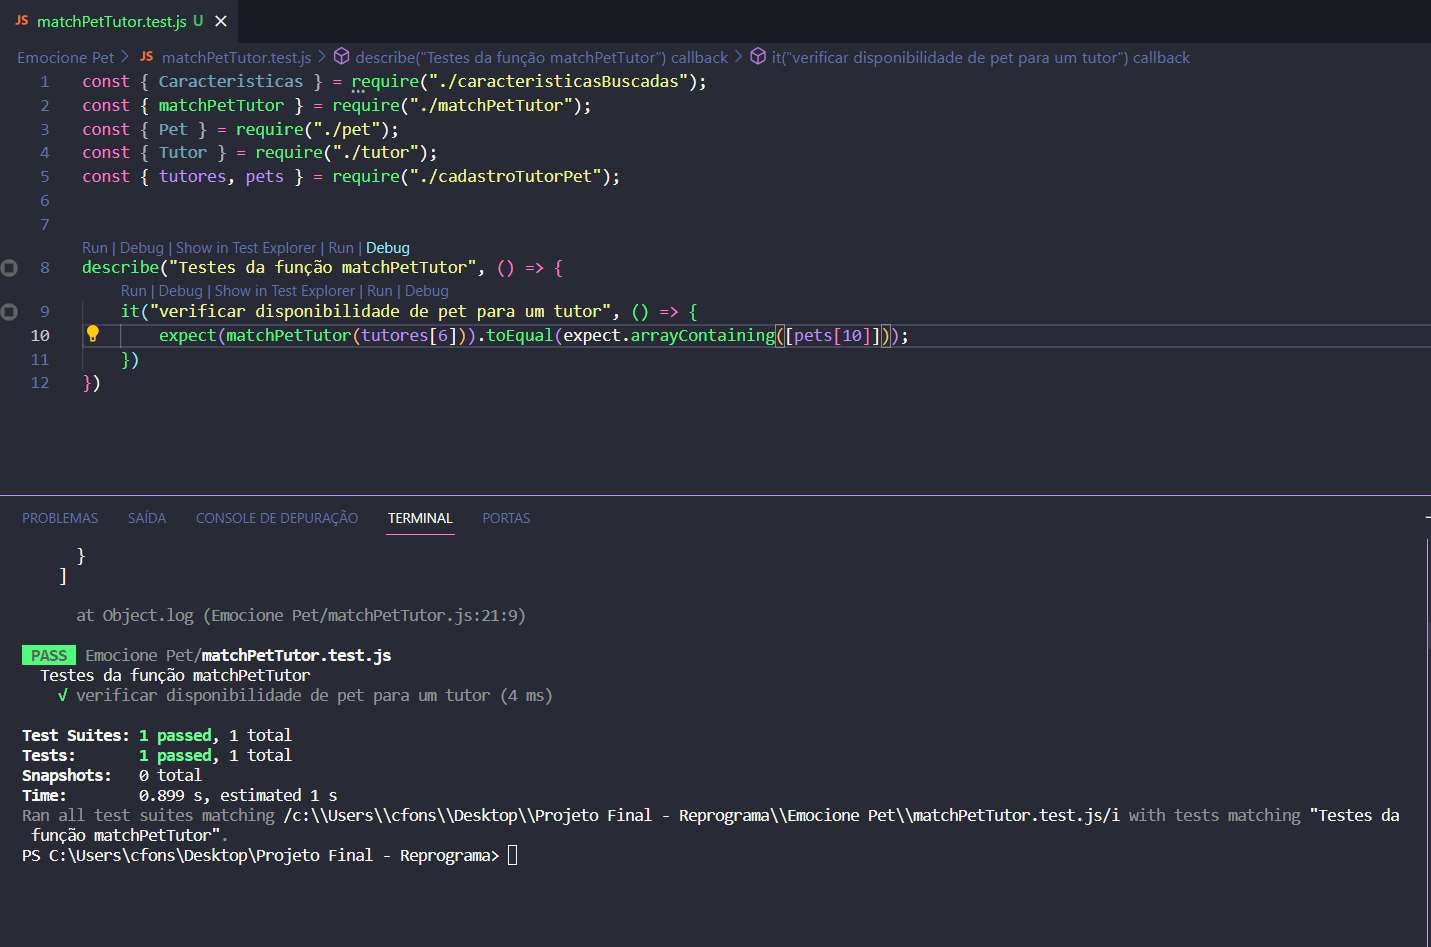 JS matchPetTutor.test.js U ×
Emocione Pet > JS matchPetTutor.test.js > describe("Testes da função matchPetTutor") callback > it("verificar disponibilidade de pet para um tutor") callback
1 const { Caracteristicas } = require("./caracteristicasBuscadas");
2 const { matchPetTutor } = require("./matchPetTutor");
3 const { Pet } = require("./pet");
4 const { Tutor } = require("./tutor");
5 const { tutores, pets } = require("./cadastroTutorPet");
6
7
Run | Debug | Show in Test Explorer | Run | Debug
8 describe("Testes da função matchPetTutor", () => {
Run | Debug | Show in Test Explorer | Run | Debug
9 it("verificar disponibilidade de pet para um tutor", () => {
10 expect(matchPetTutor(tutores[6])).toEqual(expect.arrayContaining([pets[10]]));
11 })
12 })
PROBLEMAS SAÍDA CONSOLE DE DEPURAÇÃO TERMINAL PORTAS
}
]
at Object.log (Emocione Pet/matchPetTutor.js:21:9)
PASS Emocione Pet/matchPetTutor.test.js
Testes da função matchPetTutor
√ verificar disponibilidade de pet para um tutor (4 ms)
Test Suites: 1 passed, 1 total
Tests: 1 passed, 1 total
Snapshots: 0 total
Time: 0.899 s, estimated 1 s
Ran all test suites matching /c:\\Users\\cfons\\Desktop\\Projeto Final - Reprograma\\Emocione Pet\\matchPetTutor.test.js/i with tests matching "Testes da
função matchPetTutor".
PS C:\Users\cfons\Desktop\Projeto Final - Reprograma>